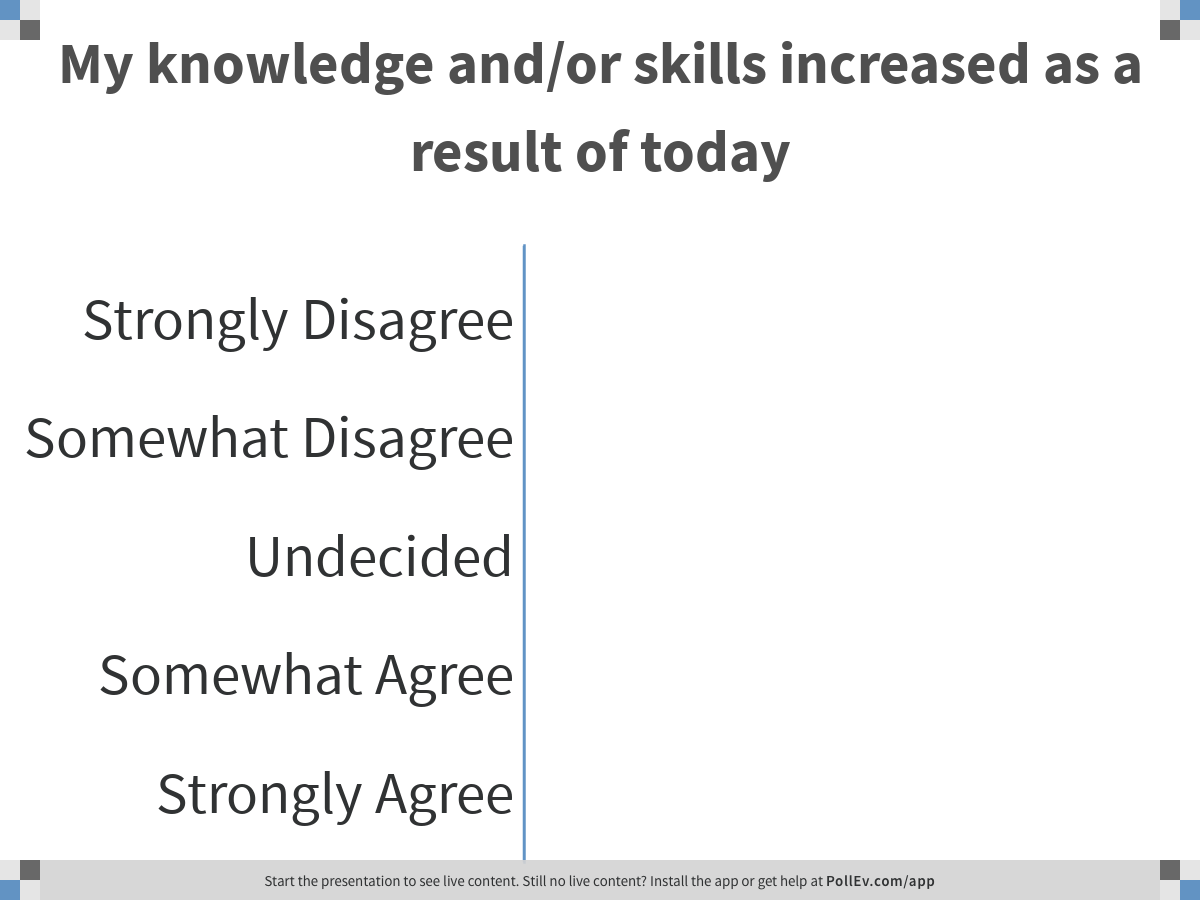 My knowledge and/or skills increased as a
result of today
Strongly Disagree
Somewhat Disagree
Undecided
Somewhat Agree
Strongly Agree
Start the presentation to see live content. Still no live content? Install the app or get help at PollEv.com/app